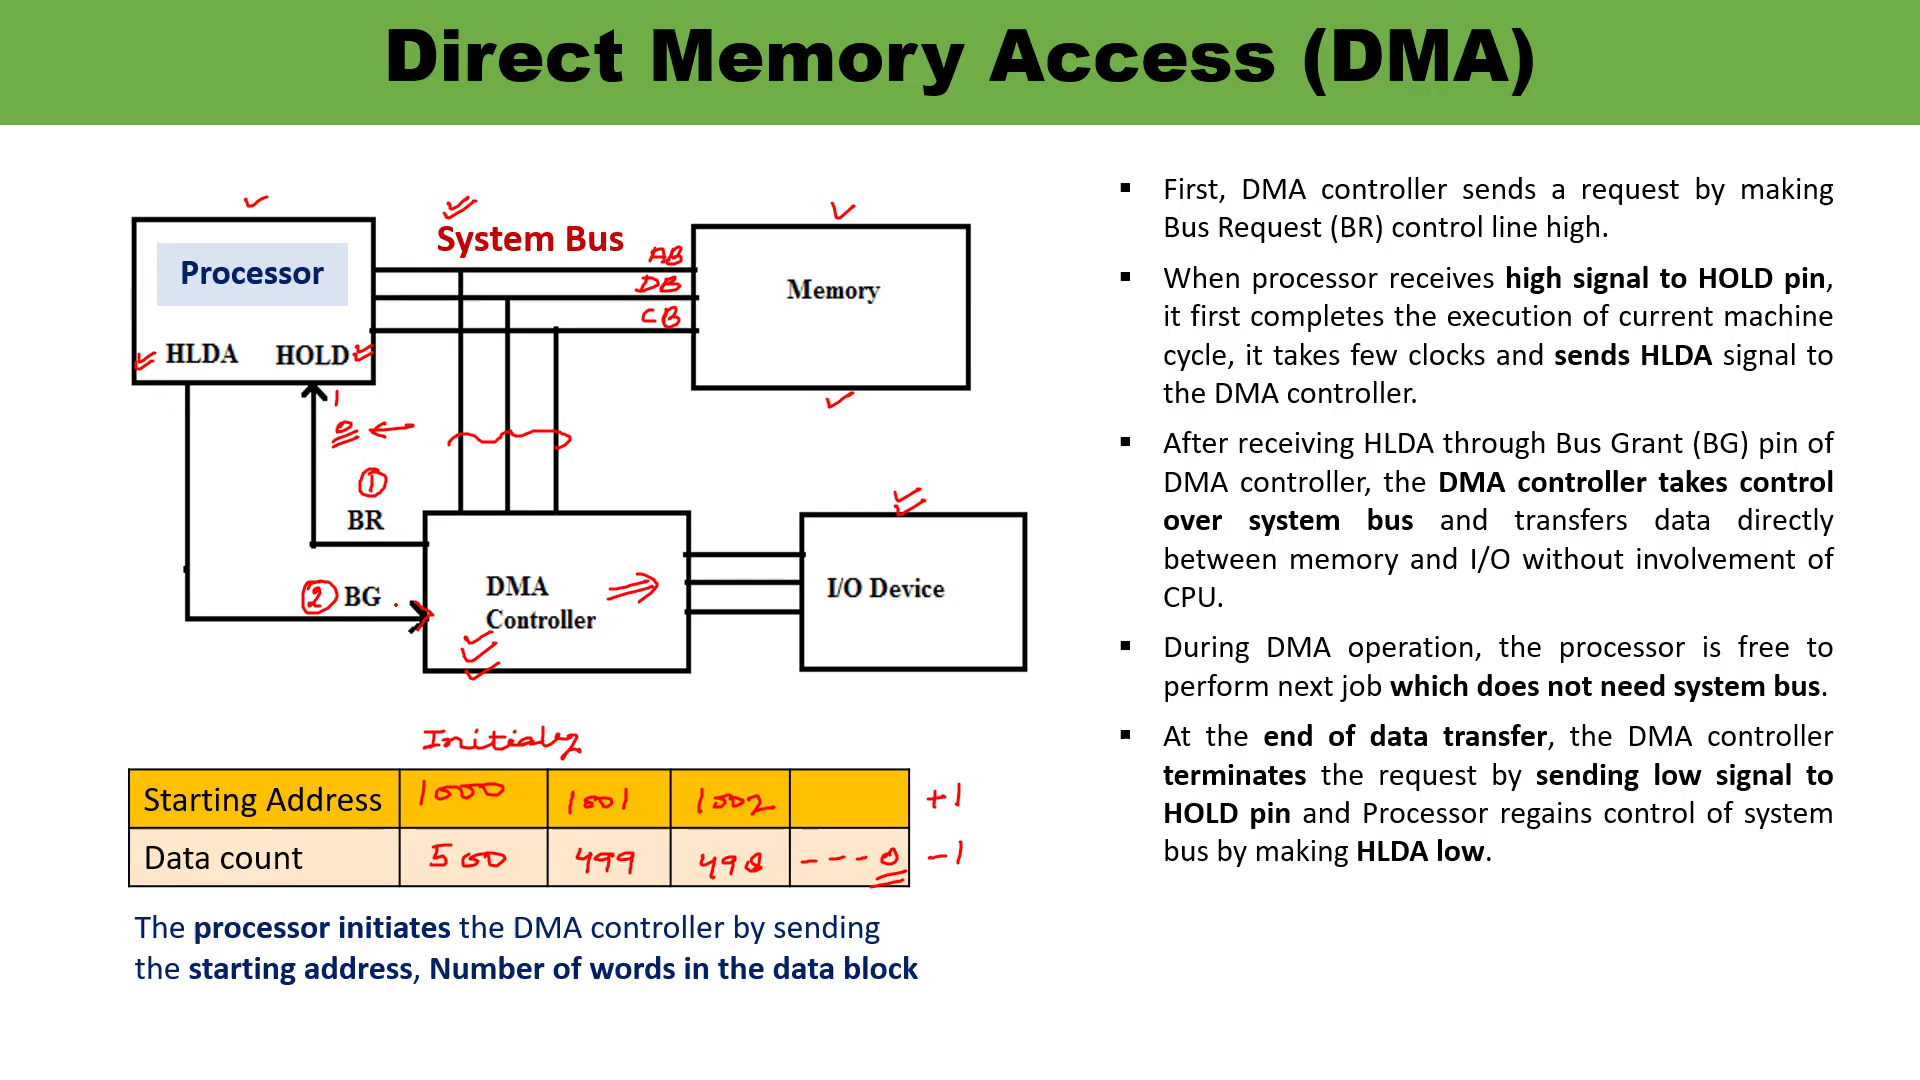 Direct Memory Access (DMA)
System Bus
Processor
HLDA HOLD
AB
DB
CB
Memory
1
0
①
BR
② BG
DMA
Controller
I/O Device
Initialy
Starting Address 1000 1001 1002 +1
Data count 500 499 498 ---0 -1
The processor initiates the DMA controller by sending
the starting address, Number of words in the data block
▪ First, DMA controller sends a request by making
Bus Request (BR) control line high.
▪ When processor receives high signal to HOLD pin,
it first completes the execution of current machine
cycle, it takes few clocks and sends HLDA signal to
the DMA controller.
▪ After receiving HLDA through Bus Grant (BG) pin of
DMA controller, the DMA controller takes control
over system bus and transfers data directly
between memory and I/O without involvement of
CPU.
▪ During DMA operation, the processor is free to
perform next job which does not need system bus.
▪ At the end of data transfer, the DMA controller
terminates the request by sending low signal to
HOLD pin and Processor regains control of system
bus by making HLDA low.